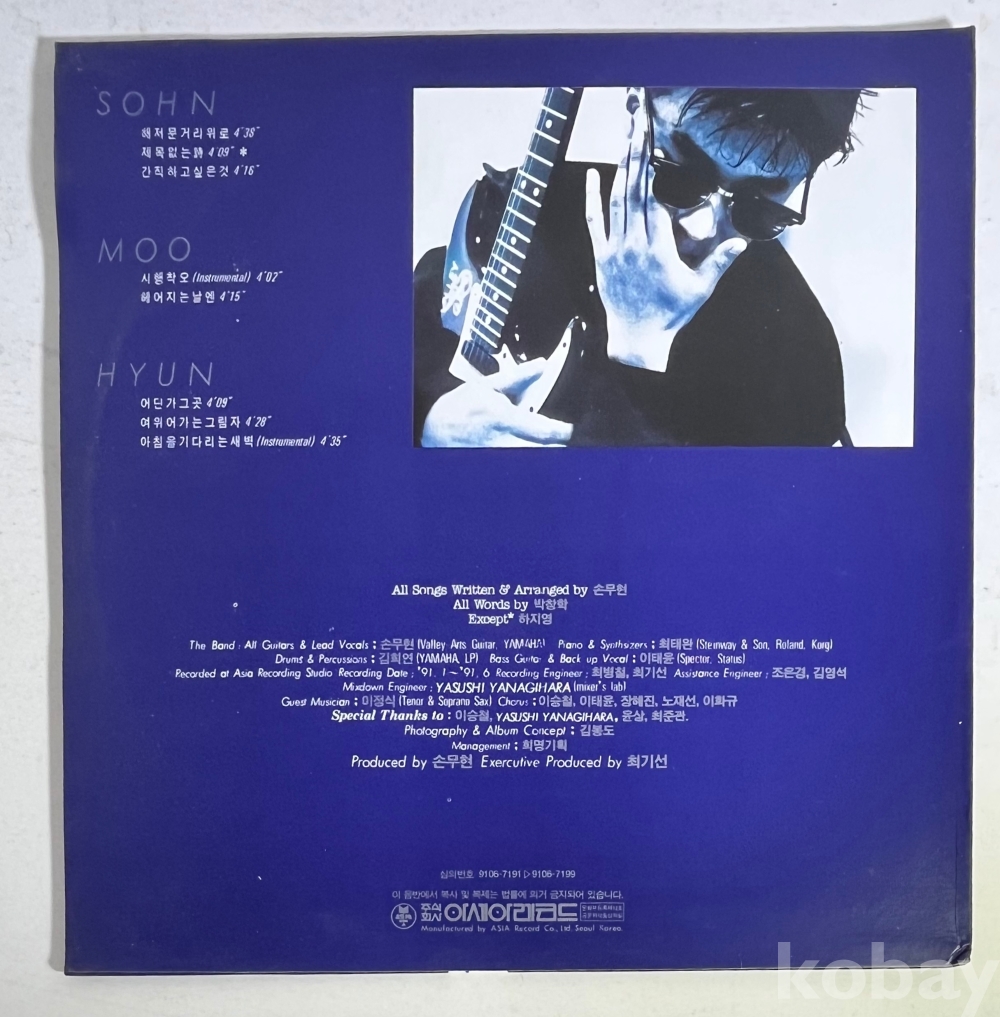 SOHN
해저문거리위로 4'38"
제목없는詩 4'09" *
간직하고싶은것 4'16"
MOO
시행착오 (Instrumental) 4'02"
헤어지는날엔 4'15"
HYUN
어딘가그곳 4'09"
여위어가는그림자 4'28"
아침을기다리는새벽 (Instrumental) 4'35"
All Songs Written & Arranged by 손무현
All Words by 박창학
Except* 하지영
The Band : All Guitars & Lead Vocals ; 손무현 (Valley Arts Guitar, YAMAHA) Piano & Synthsizers ; 최태완 (Steinway & Son, Roland, Korg)
Drums & Percussions ; 김희연 (YAMAHA, LP) Bass Guitar & Back up Vocal ; 이태윤 (Spector, Status)
Recorded at Asia Recording Studio Recording Date ; '91, 1~'91, 6 Recording Engineer ; 최병철, 최기선 Assistance Engineer ; 조은경, 김영석
Mixdown Engineer ; YASUSHI YANAGIHARA (mixer's lab)
Guest Musician ; 이정식 (Tenor & Soprano Sax) Chorus ; 이승철, 이태윤, 장혜진, 노재선, 이화규
Special Thanks to : 이승철, YASUSHI YANAGIHARA, 윤상, 최준관.
Photography & Album Concept ; 김봉도
Management ; 희명기획
Produced by 손무현 Exercutive Produced by 최기선
심의번호 9106-7191 ▷ 9106-7199
이 음반에서 복사 및 복제는 법률에 의거 금지되어 있습니다.
주식회사 아세아레코드
Manufactured by ASIA Record Co., Ltd. Seoul Korea.
kobay